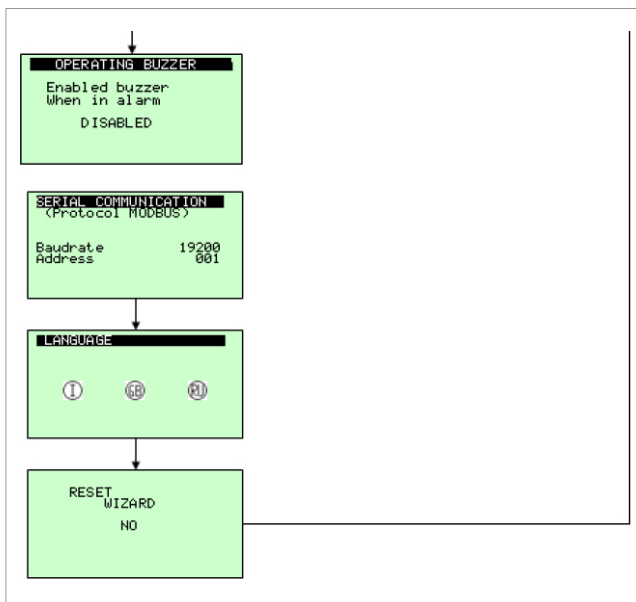 OPERATING BUZZER
Enabled buzzer
When in alarm
DISABLED
SERIAL COMMUNICATION
(Protocol MODBUS)
Baudrate 19200
Address 001
LANGUAGE
I GB RU
RESET
WIZARD
NO